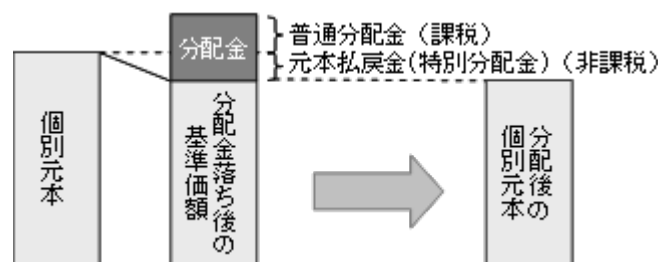 分配金
普通分配金（課税）
元本払戻金(特別分配金)（非課税）
個別元本
分配金落ち後の
基準価額
分配後の
個別元本